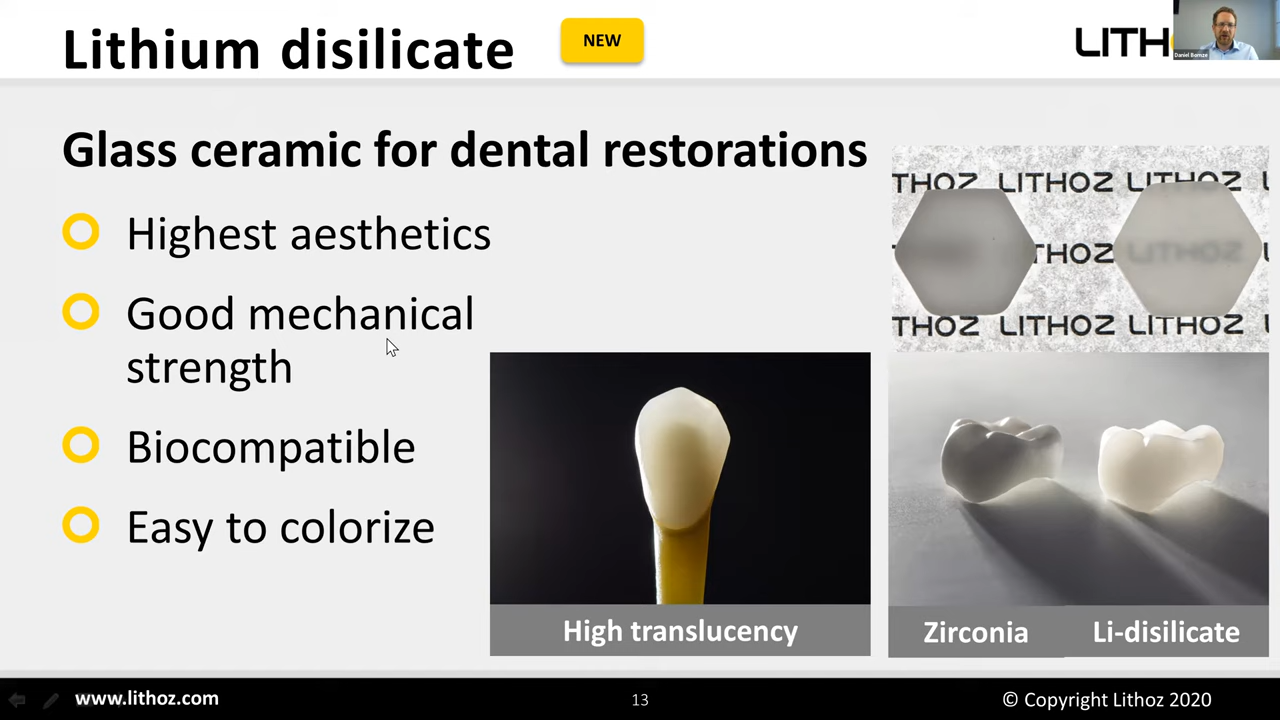 Lithium disilicate
NEW
LITH
Daniel Bomze
Glass ceramic for dental restorations
Highest aesthetics
Good mechanical
strength
Biocompatible
Easy to colorize
THOZ LITHOZ LITHOZ
THOZ LITHOZ
THOZ LITHOZ LITHOZ
High translucency
Zirconia
Li-disilicate
www.lithoz.com
13
© Copyright Lithoz 2020